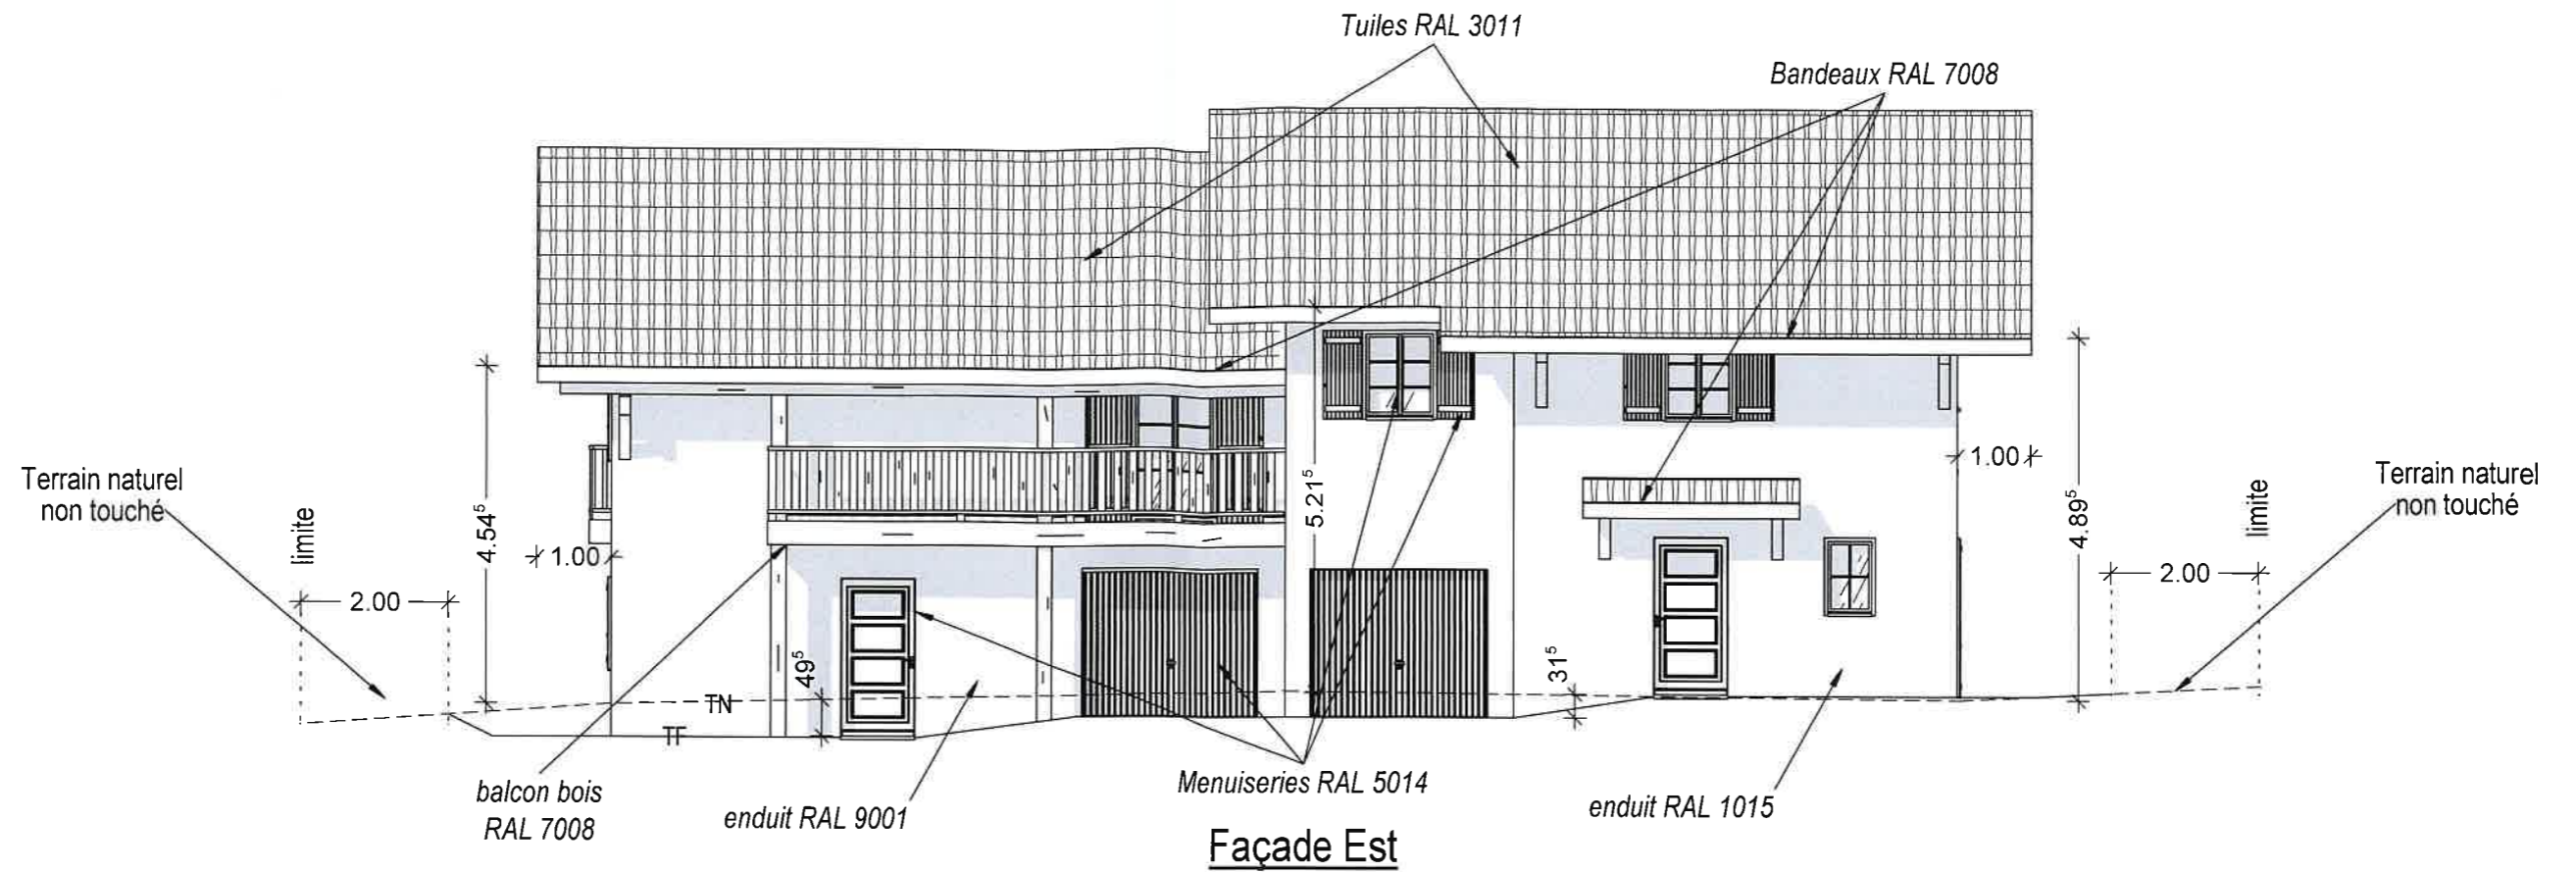 Tuiles RAL 3011
Bandeaux RAL 7008
Terrain naturel
non touché
limite
2.00
4.54⁵
1.00
49⁵
TN
TF
5.21⁵
31⁵
1.00
4.89⁵
2.00
limite
Terrain naturel
non touché
balcon bois
RAL 7008
enduit RAL 9001
Menuiseries RAL 5014
enduit RAL 1015
Façade Est